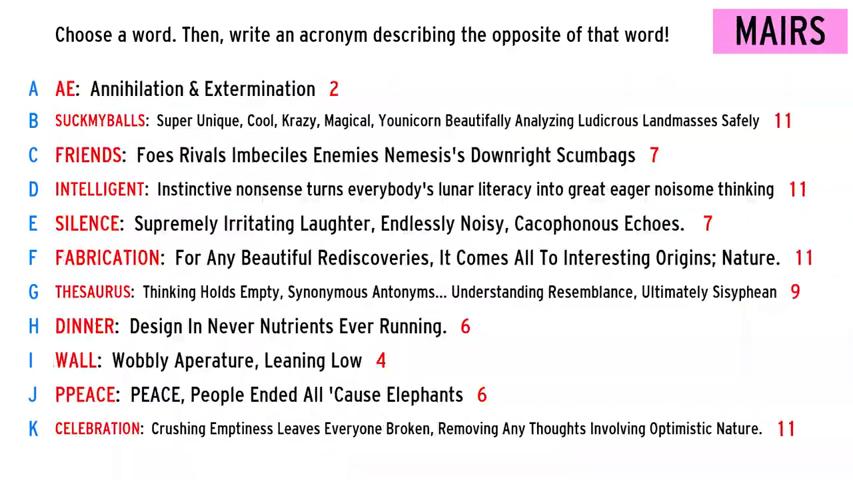 Choose a word. Then, write an acronym describing the opposite of that word!
MAIRS
A AE: Annihilation & Extermination 2
B SUCKMYBALLS: Super Unique, Cool, Krazy, Magical, Younicorn Beautifully Analyzing Ludicrous Landmasses Safely 11
C FRIENDS: Foes Rivals Imbeciles Enemies Nemesis's Downright Scumbags 7
D INTELLIGENT: Instinctive nonsense turns everybody's lunar literacy into great eager noisome thinking 11
E SILENCE: Supremely Irritating Laughter, Endlessly Noisy, Cacophonous Echoes. 7
F FABRICATION: For Any Beautiful Rediscoveries, It Comes All To Interesting Origins; Nature. 11
G THESAURUS: Thinking Holds Empty, Synonymous Antonyms... Understanding Resemblance, Ultimately Sisyphean 9
H DINNER: Design In Never Nutrients Ever Running. 6
I WALL: Wobbly Aperature, Leaning Low 4
J PPEACE: PEACE, People Ended All 'Cause Elephants 6
K CELEBRATION: Crushing Emptiness Leaves Everyone Broken, Removing Any Thoughts Involving Optimistic Nature. 11